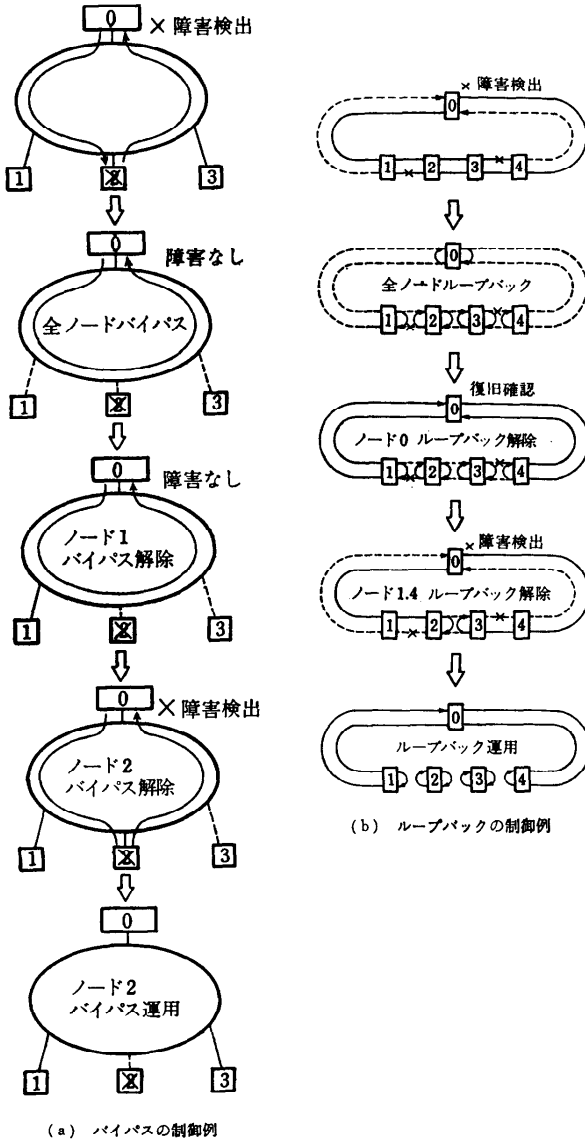 0
×障害検出
1
2
3
0
障害なし
全ノードバイパス
1
2
3
0
障害なし
ノード1
バイパス解除
1
2
3
0
×障害検出
ノード2
バイパス解除
1
2
3
0
ノード2
バイパス運用
1
2
3
(a) バイパスの制御例
×障害検出
0
1
2
3
4
0
全ノードループバック
1
2
3
4
復旧確認
0
ノード0 ループバック解除
1
2
3
4
×障害検出
0
ノード1.4 ループバック解除
1
2
3
4
0
ループバック運用
1
2
3
4
(b) ループバックの制御例